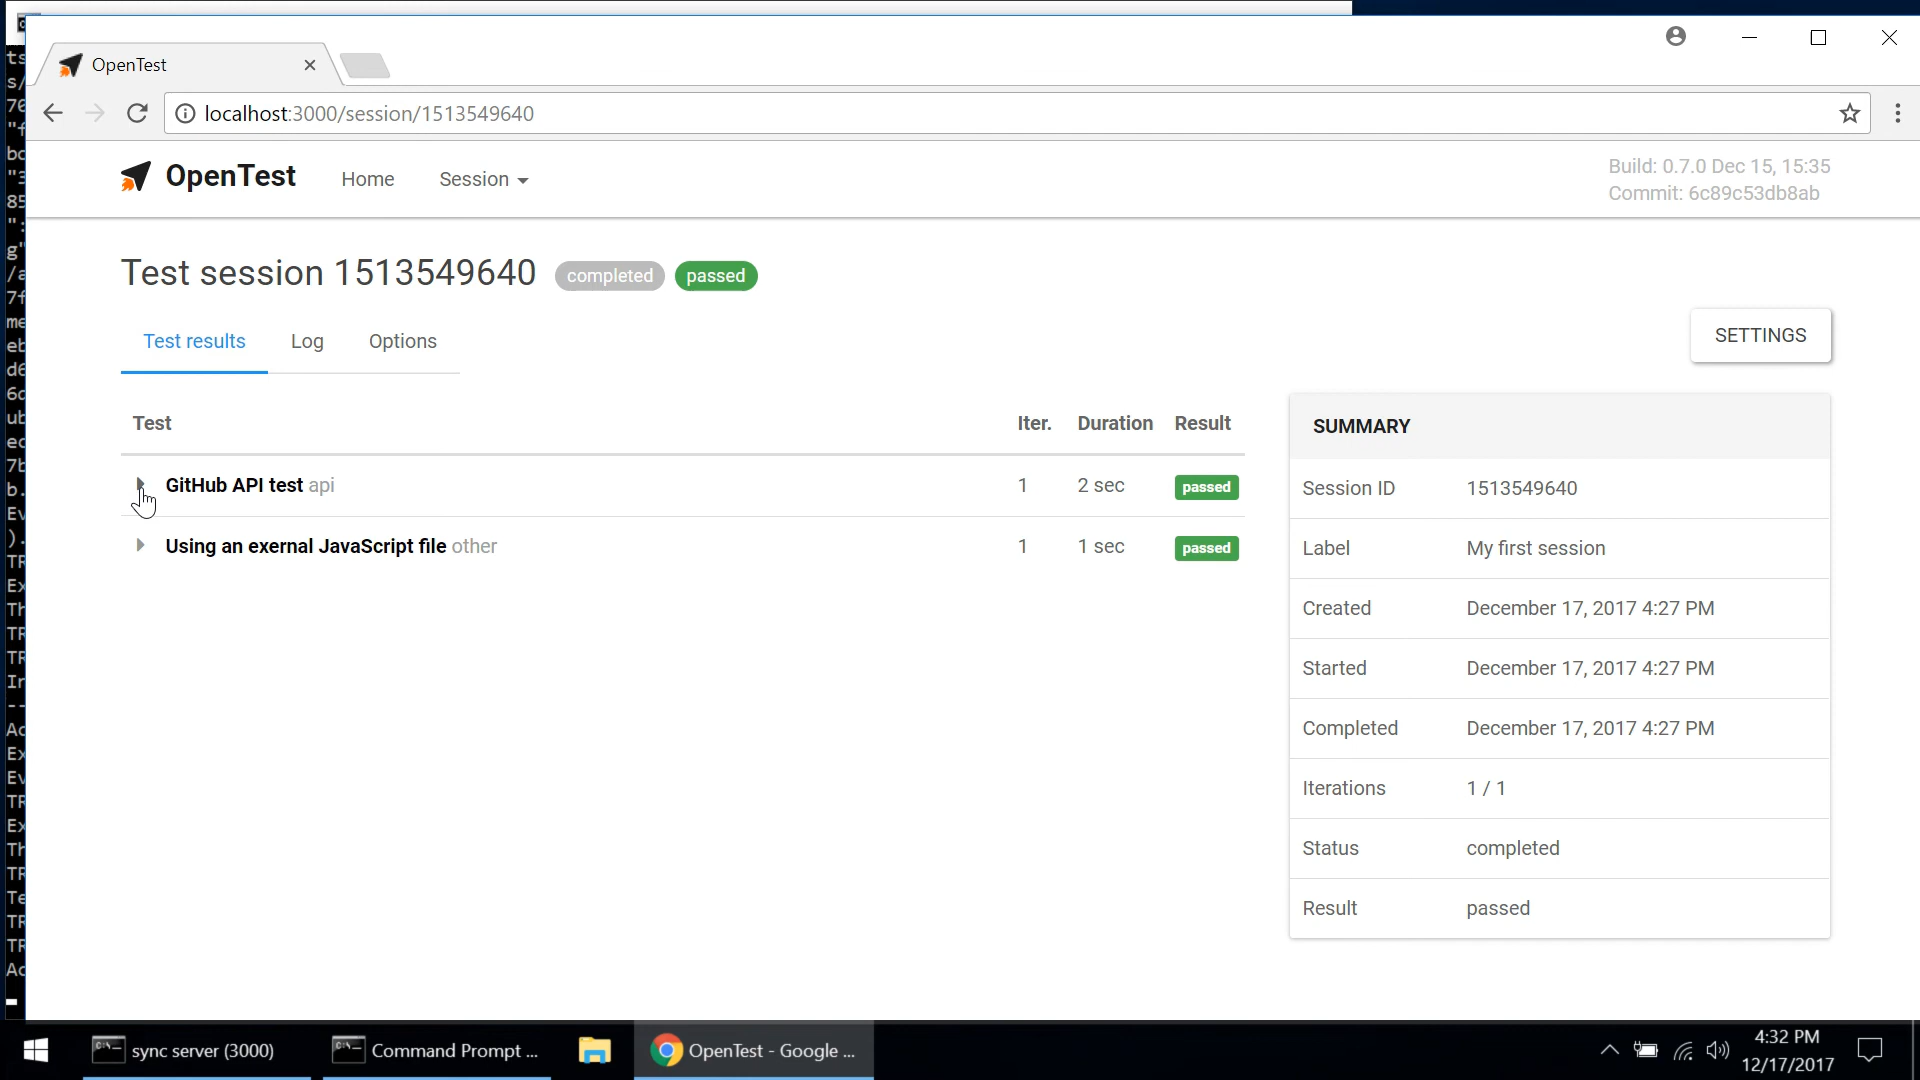 OpenTest
localhost:3000/session/1513549640
OpenTest Home Session
Build: 0.7.0 Dec 15, 15:35
Commit: 6c89c53db8ab
Test session 1513549640 completed passed
Test results Log Options
SETTINGS
Test Iter. Duration Result
GitHub API test api 1 2 sec passed
Using an exernal JavaScript file other 1 1 sec passed
SUMMARY
Session ID 1513549640
Label My first session
Created December 17, 2017 4:27 PM
Started December 17, 2017 4:27 PM
Completed December 17, 2017 4:27 PM
Iterations 1 / 1
Status completed
Result passed
sync server (3000)
Command Prompt ...
OpenTest - Google ...
4:32 PM
12/17/2017